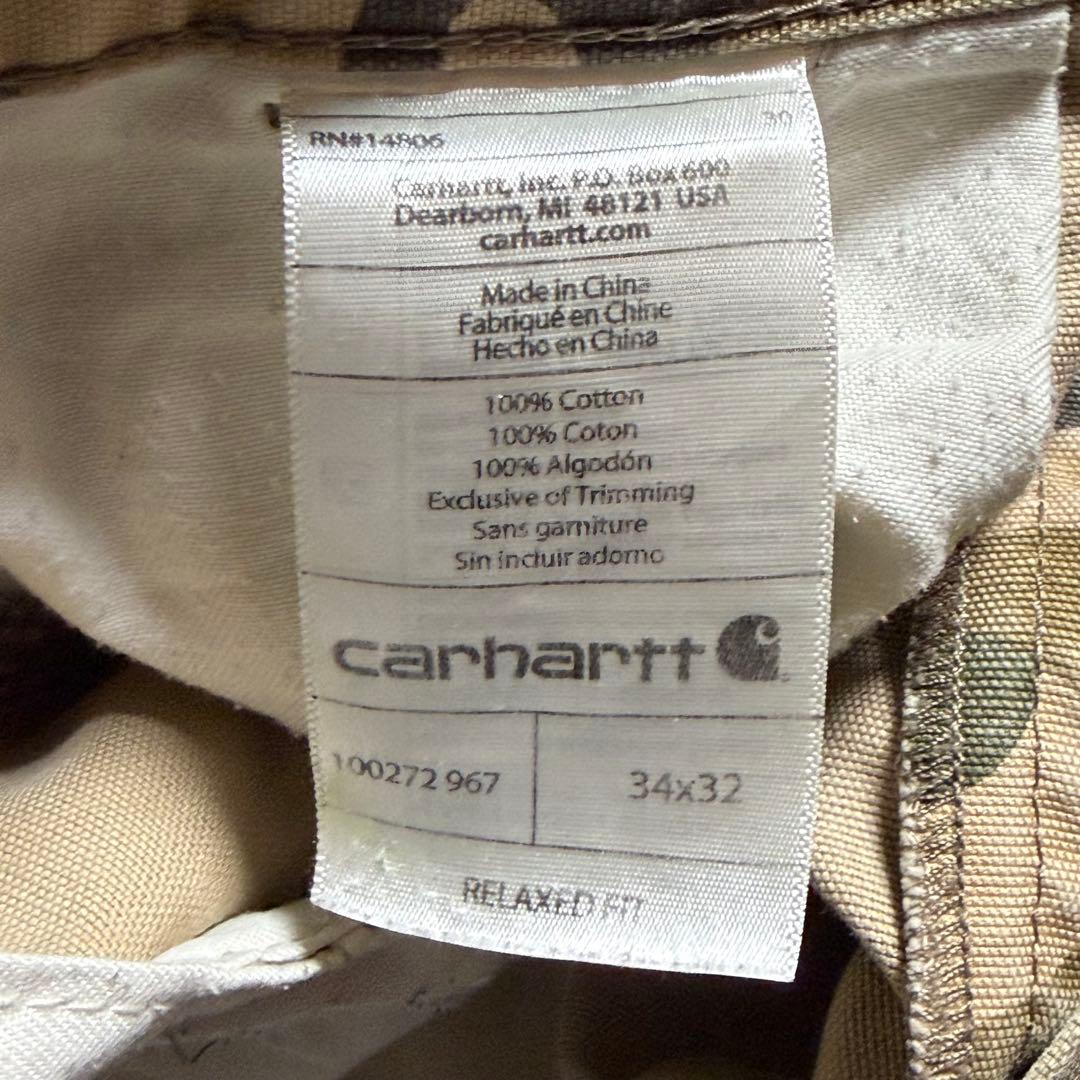 RN#14806 30
Carhartt, Inc. P.O. Box 600
Dearborn, MI 48121 USA
carhartt.com
Made in China
Fabriqué en Chine
Hecho en China
100% Cotton
100% Coton
100% Algodón
Exclusive of Trimming
Sans garniture
Sin incluir adorno
carhartt
100272 967 34x32
RELAXED FIT